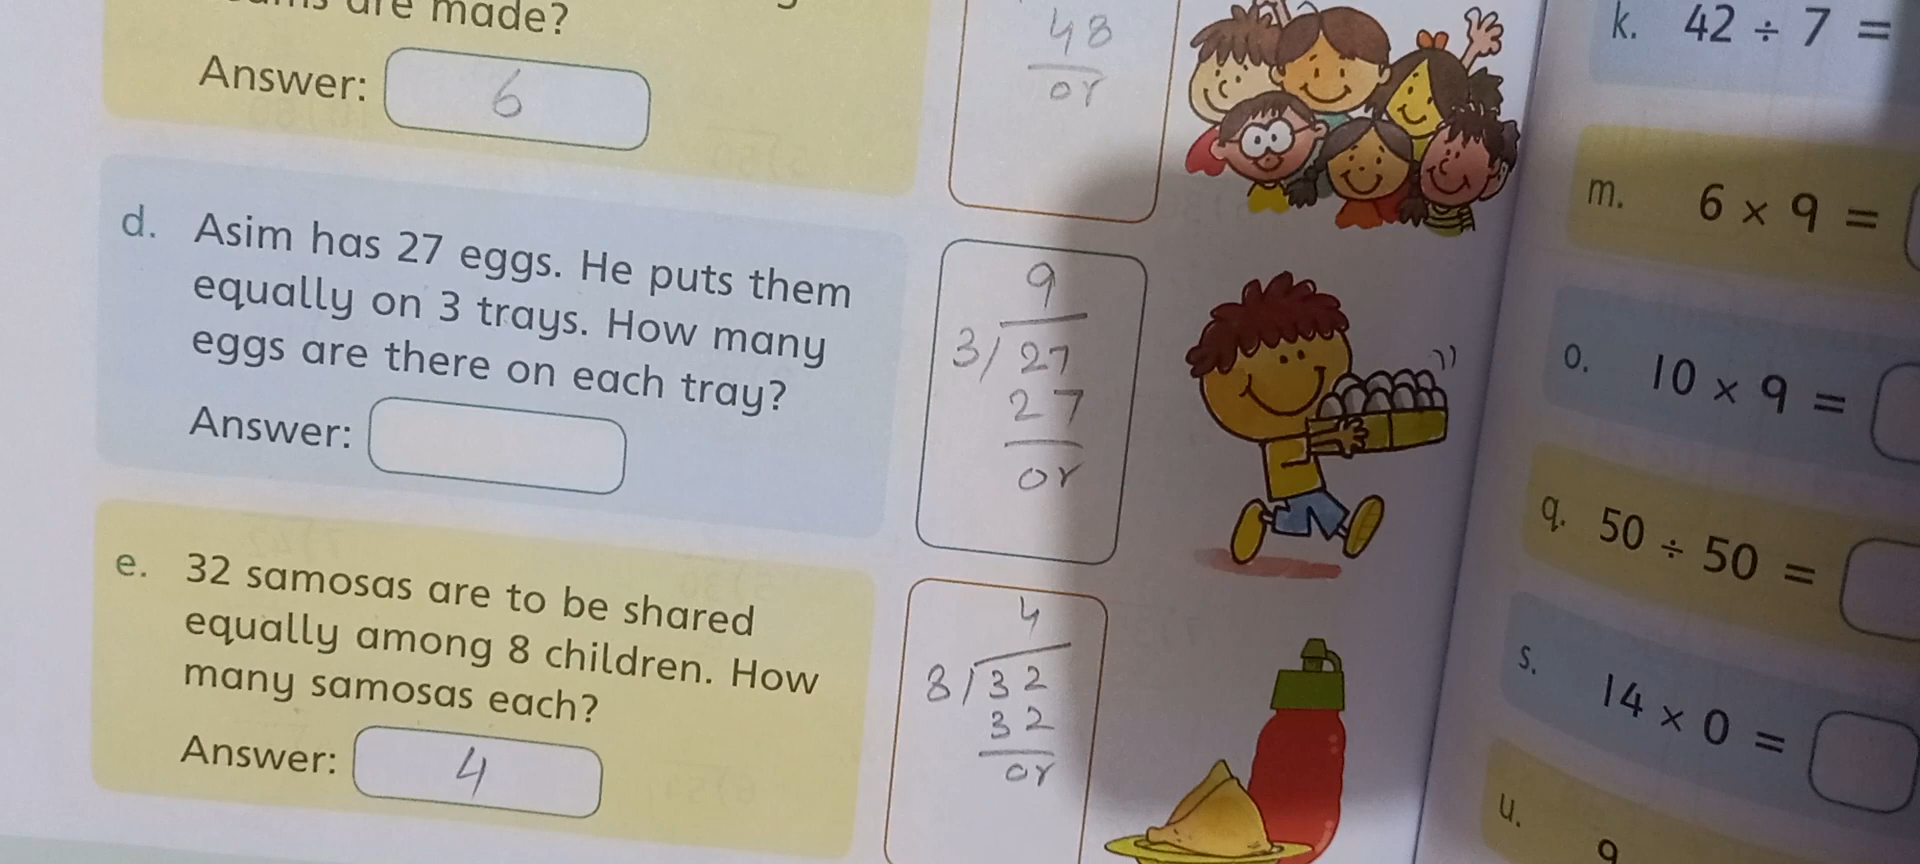 are made?
Answer: 6
48
or
d. Asim has 27 eggs. He puts them
equally on 3 trays. How many
eggs are there on each tray?
Answer:
9
3/27
27
or
e. 32 samosas are to be shared
equally among 8 children. How
many samosas each?
Answer: 4
4
8/32
32
or
k. 42 ÷ 7 =
m. 6 × 9 =
o. 10 × 9 =
q. 50 ÷ 50 =
s. 14 × 0 =
u.